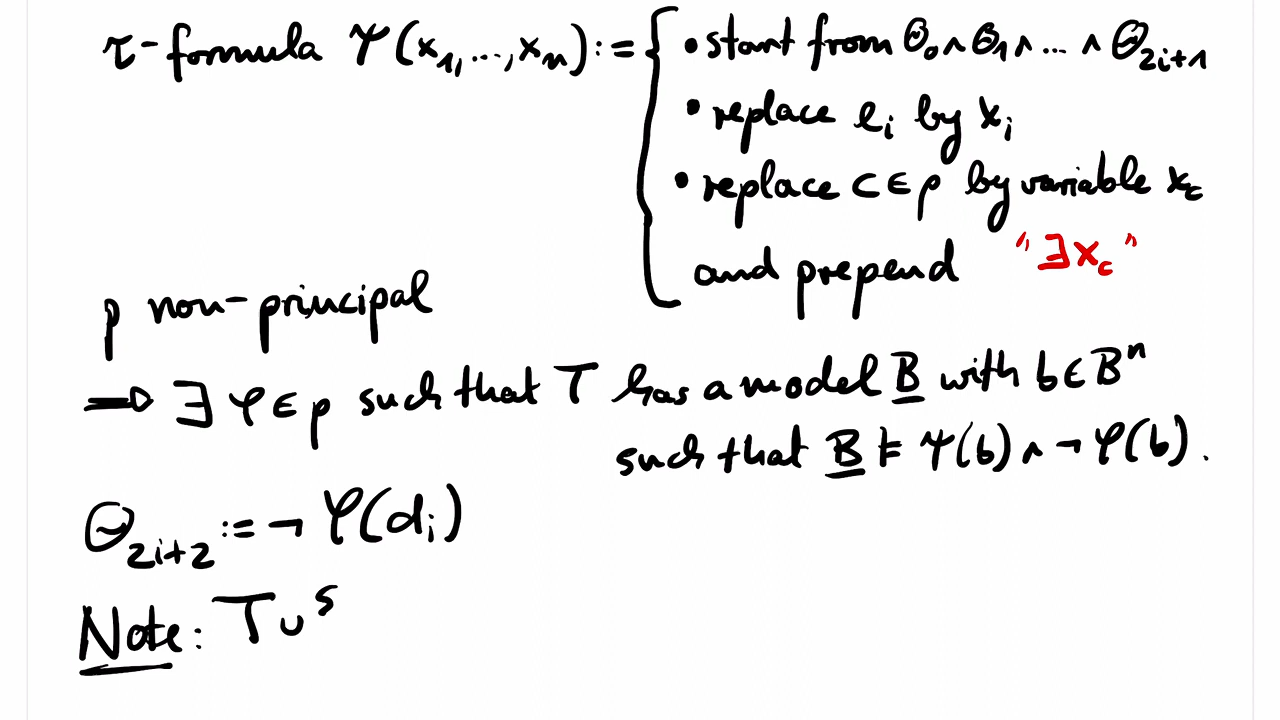 τ-formula Ψ(x₁,...,xₙ) := { • start from Θ₀ ∧ Θ₁ ∧ ... ∧ Θ₂ᵢ₊₁
• replace eᵢ by xᵢ
• replace c ∈ ρ by variable x_c
and prepend "∃x_c"
p non-principal
⟶ ∃ φ ∈ p such that T has a model B with b ∈ Bⁿ
such that B ⊨ Ψ(b) ∧ ¬ φ(b).
Θ₂ᵢ₊₂ := ¬ φ(dᵢ)
Note: T ∪ S